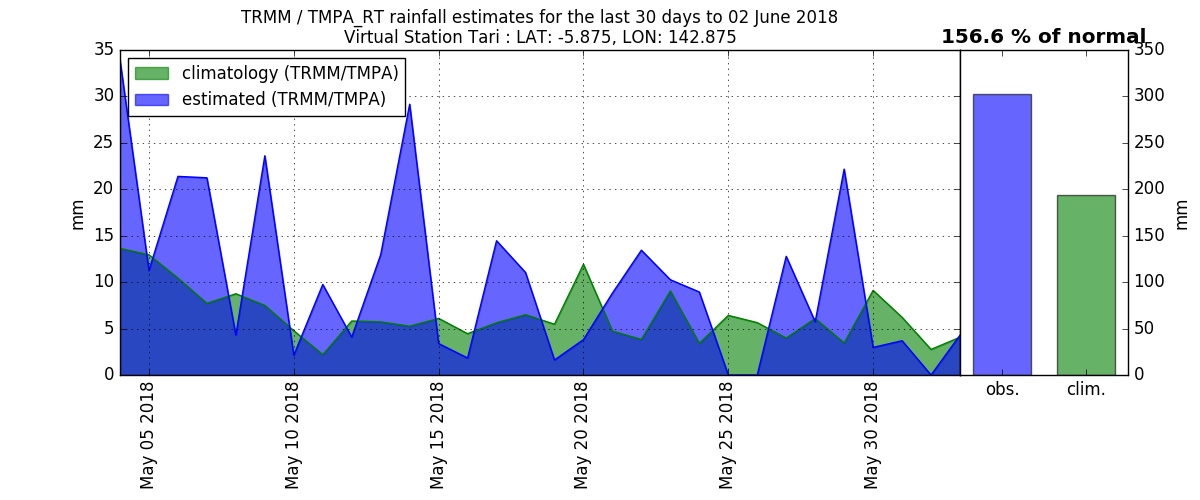 TRMM / TMPA_RT rainfall estimates for the last 30 days to 02 June 2018
Virtual Station Tari : LAT: -5.875, LON: 142.875
156.6 % of normal
climatology (TRMM/TMPA)
estimated (TRMM/TMPA)
35
30
25
20
15
10
5
0
mm
May 05 2018
May 10 2018
May 15 2018
May 20 2018
May 25 2018
May 30 2018
obs.
clim.
350
300
250
200
150
100
50
0
mm